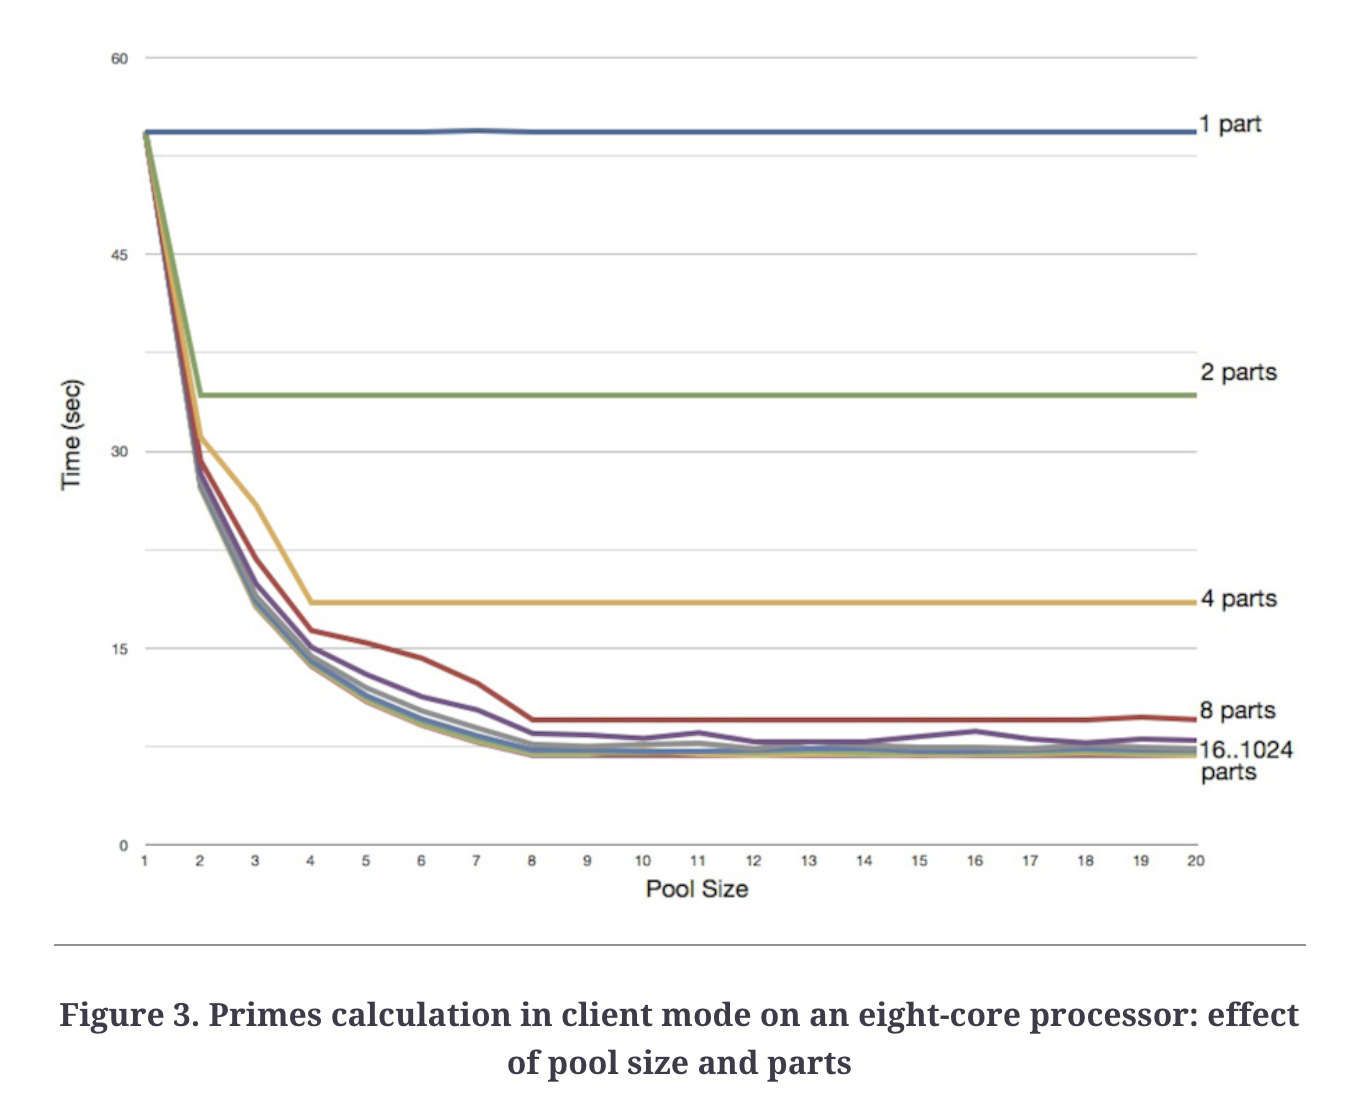 60
1 part
45
2 parts
Time (sec)
30
4 parts
15
8 parts
16..1024
parts
0
1 2 3 4 5 6 7 8 9 10 11 12 13 14 15 16 17 18 19 20
Pool Size
Figure 3. Primes calculation in client mode on an eight-core processor: effect
of pool size and parts